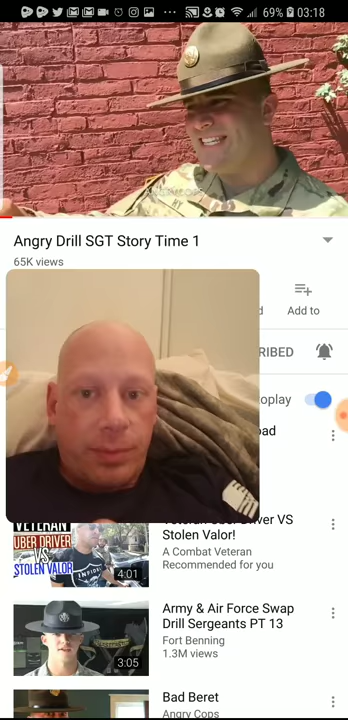 69% 03:18
Angry Drill SGT Story Time 1
65K views
d
Add to
RIBED
toplay
ad
Veteran Uber Driver VS
Stolen Valor!
A Combat Veteran
Recommended for you
VETERAN
UBER DRIVER
VS
STOLEN VALOR
4:01
Army & Air Force Swap
Drill Sergeants PT 13
Fort Benning
1.3M views
3:05
Bad Beret
Angry Cops